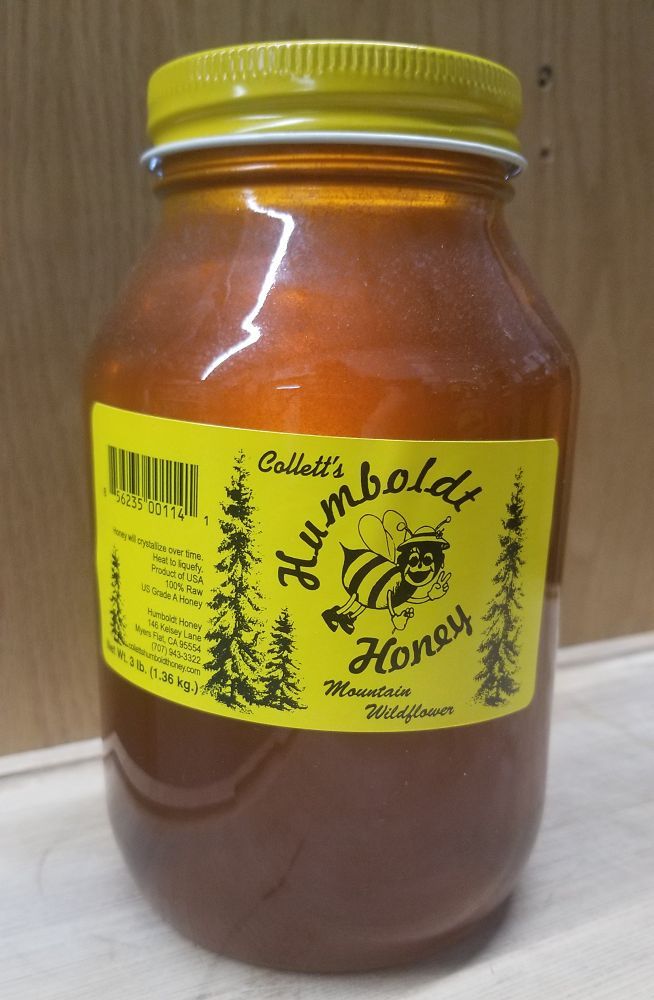 Collett's
Humboldt
Honey
Mountain
Wildflower
8 56235 00114 1
Honey will crystallize over time.
Heat to liquefy.
Product of USA
100% Raw
US Grade A Honey
Humboldt Honey
146 Kelsey Lane
Myers Flat, CA 95554
(707) 943-3322
colettshumboldthoney.com
Net Wt. 3 lb. (1.36 kg.)